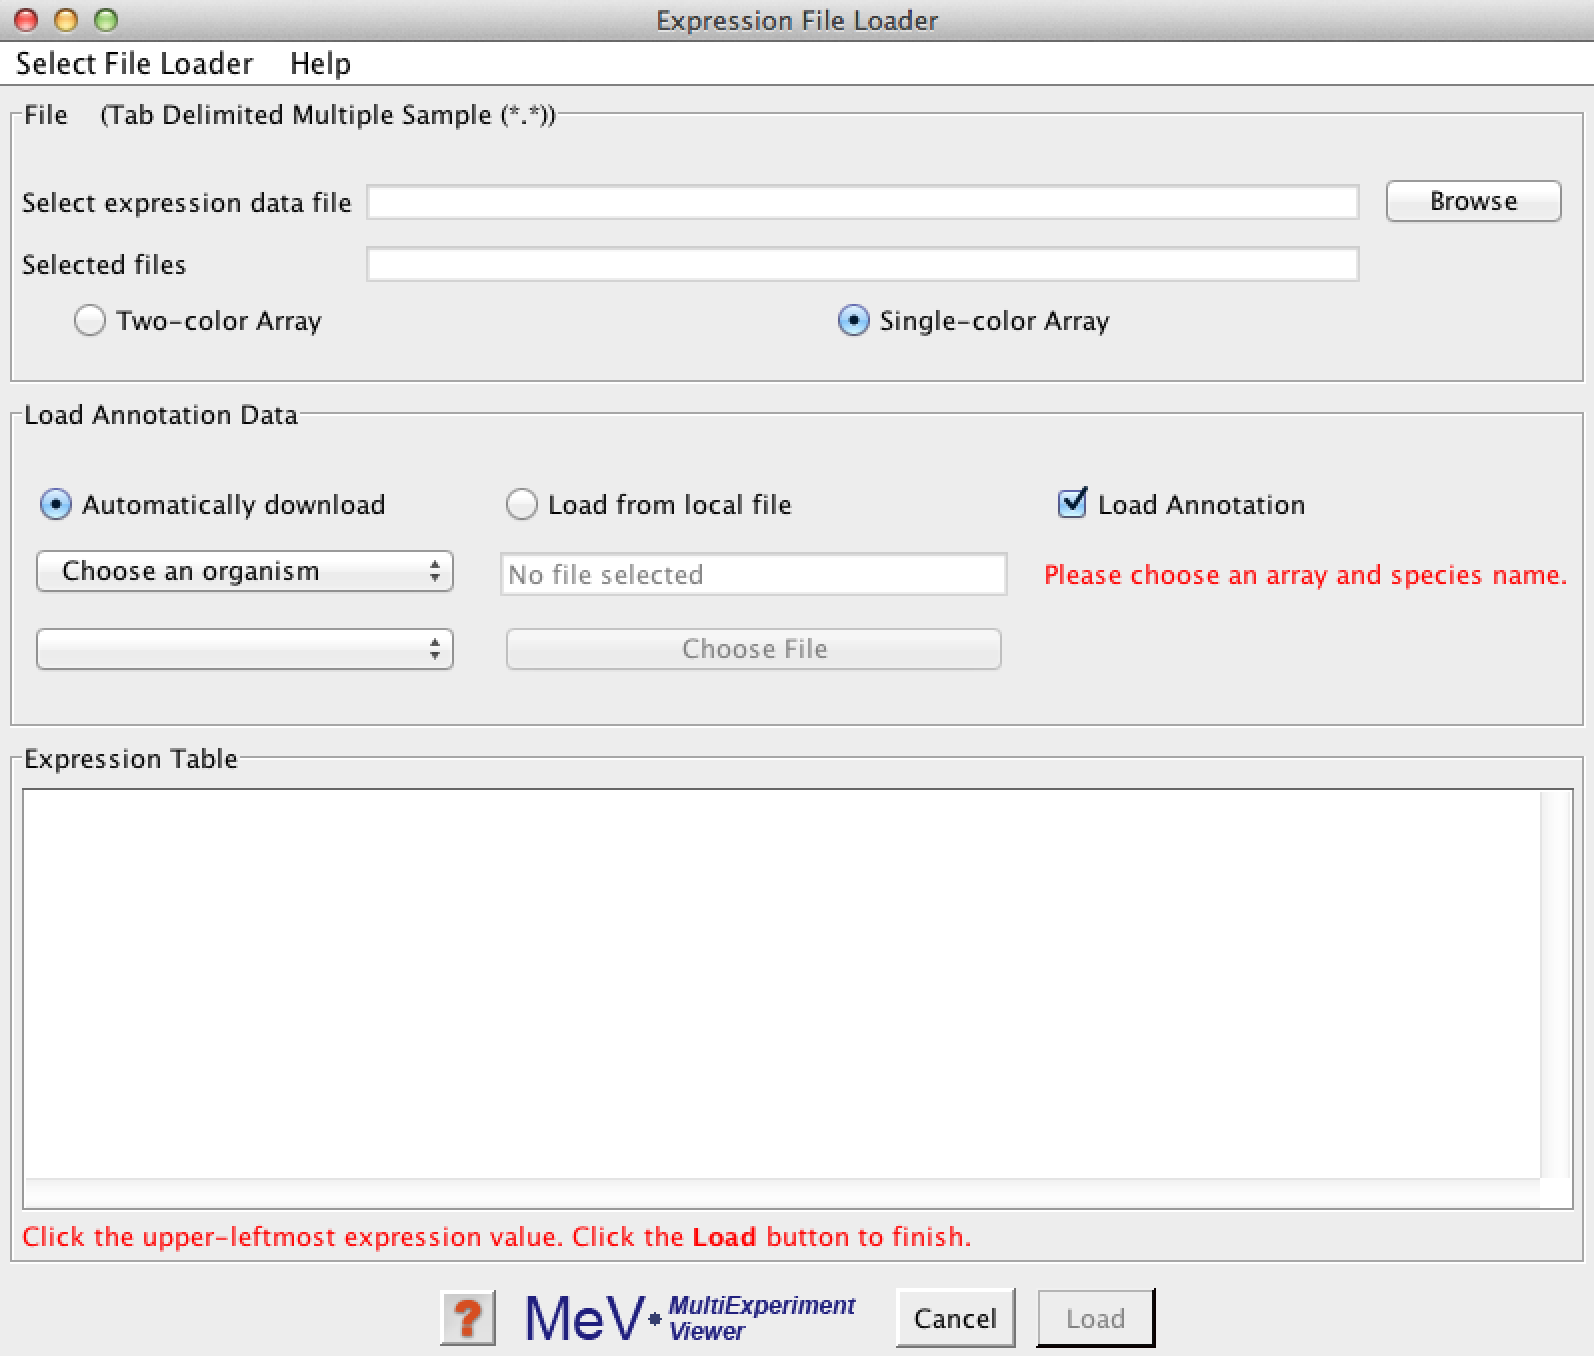 Expression File Loader
Select File Loader Help
File (Tab Delimited Multiple Sample (*.*))
Select expression data file Browse
Selected files
Two-color Array Single-color Array
Load Annotation Data
Automatically download Load from local file Load Annotation
Choose an organism No file selected Please choose an array and species name.
Choose File
Expression Table
Click the upper-leftmost expression value. Click the Load button to finish.
? MeV MultiExperiment Viewer Cancel Load